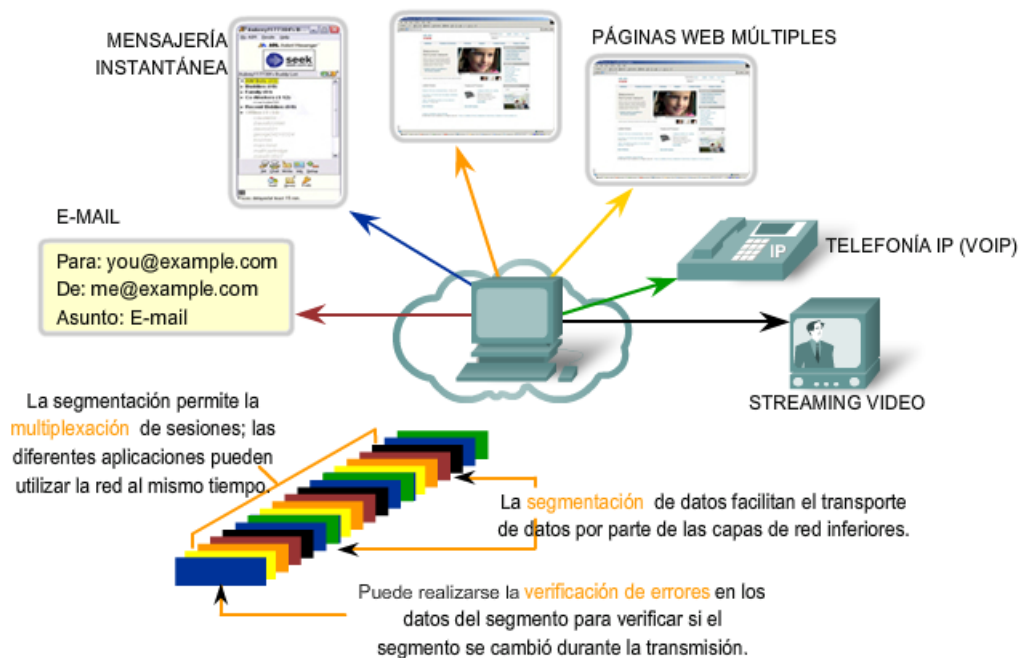 MENSAJERÍA
INSTANTÁNEA
seek
PÁGINAS WEB MÚLTIPLES
E-MAIL
Para: you@example.com
De: me@example.com
Asunto: E-mail
IP
TELEFONÍA IP (VOIP)
STREAMING VIDEO
La segmentación permite la
multiplexación de sesiones; las
diferentes aplicaciones pueden
utilizar la red al mismo tiempo.
La segmentación de datos facilitan el transporte
de datos por parte de las capas de red inferiores.
Puede realizarse la verificación de errores en los
datos del segmento para verificar si el
segmento se cambió durante la transmisión.